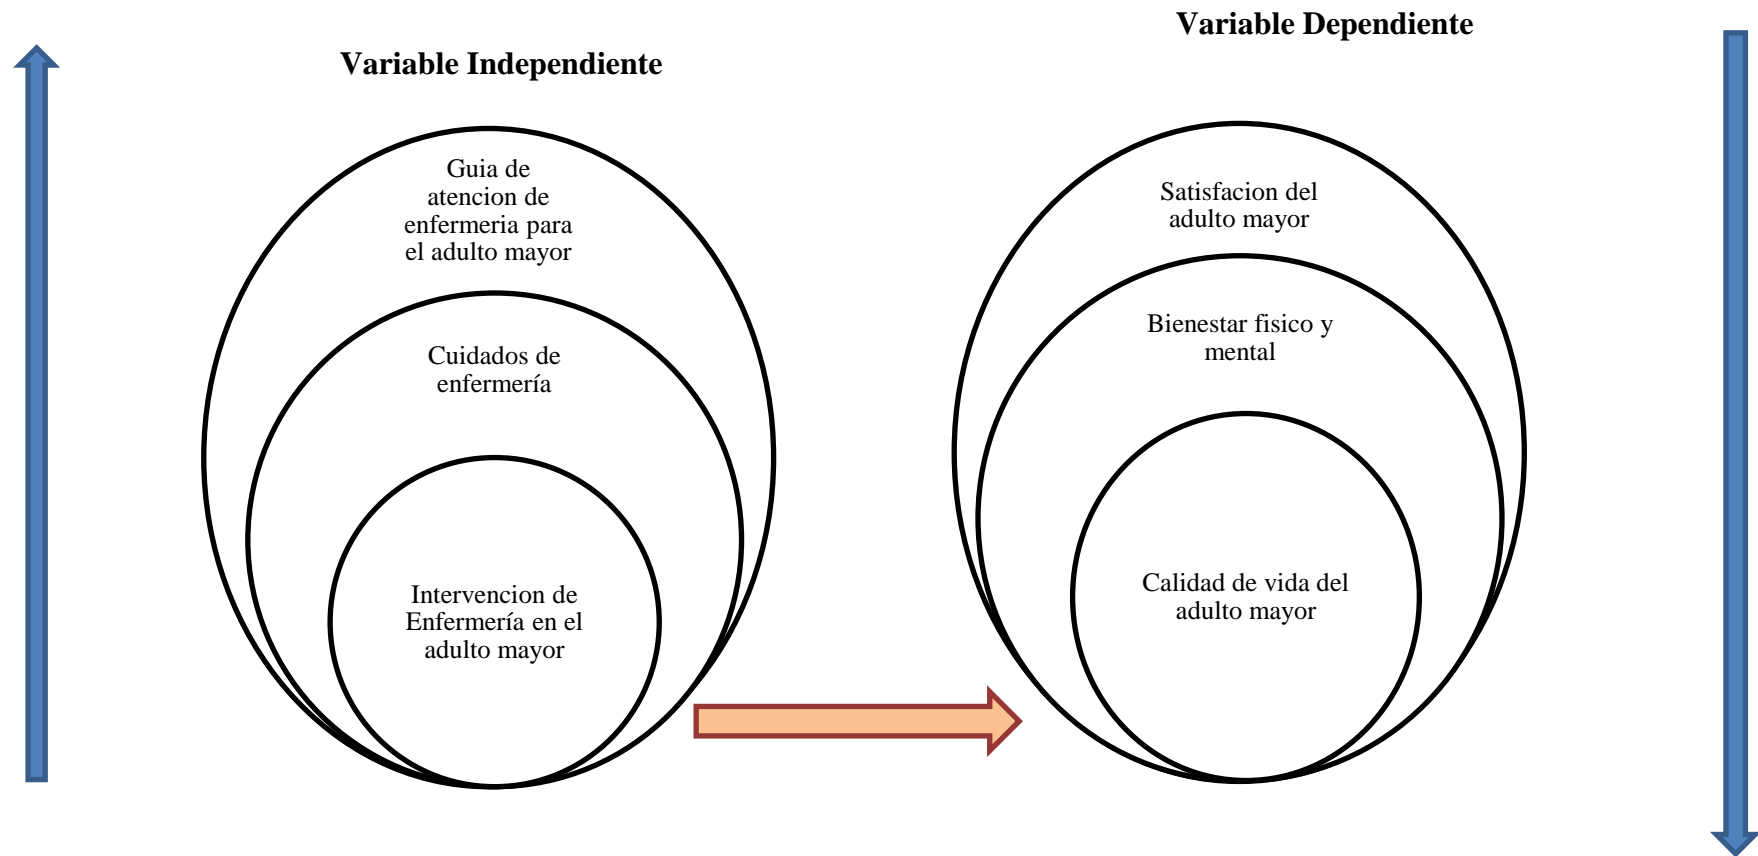 Variable Independiente
Guia de
atencion de
enfermeria para
el adulto mayor
Cuidados de
enfermería
Intervencion de
Enfermería en el
adulto mayor
Variable Dependiente
Satisfacion del
adulto mayor
Bienestar fisico y
mental
Calidad de vida del
adulto mayor